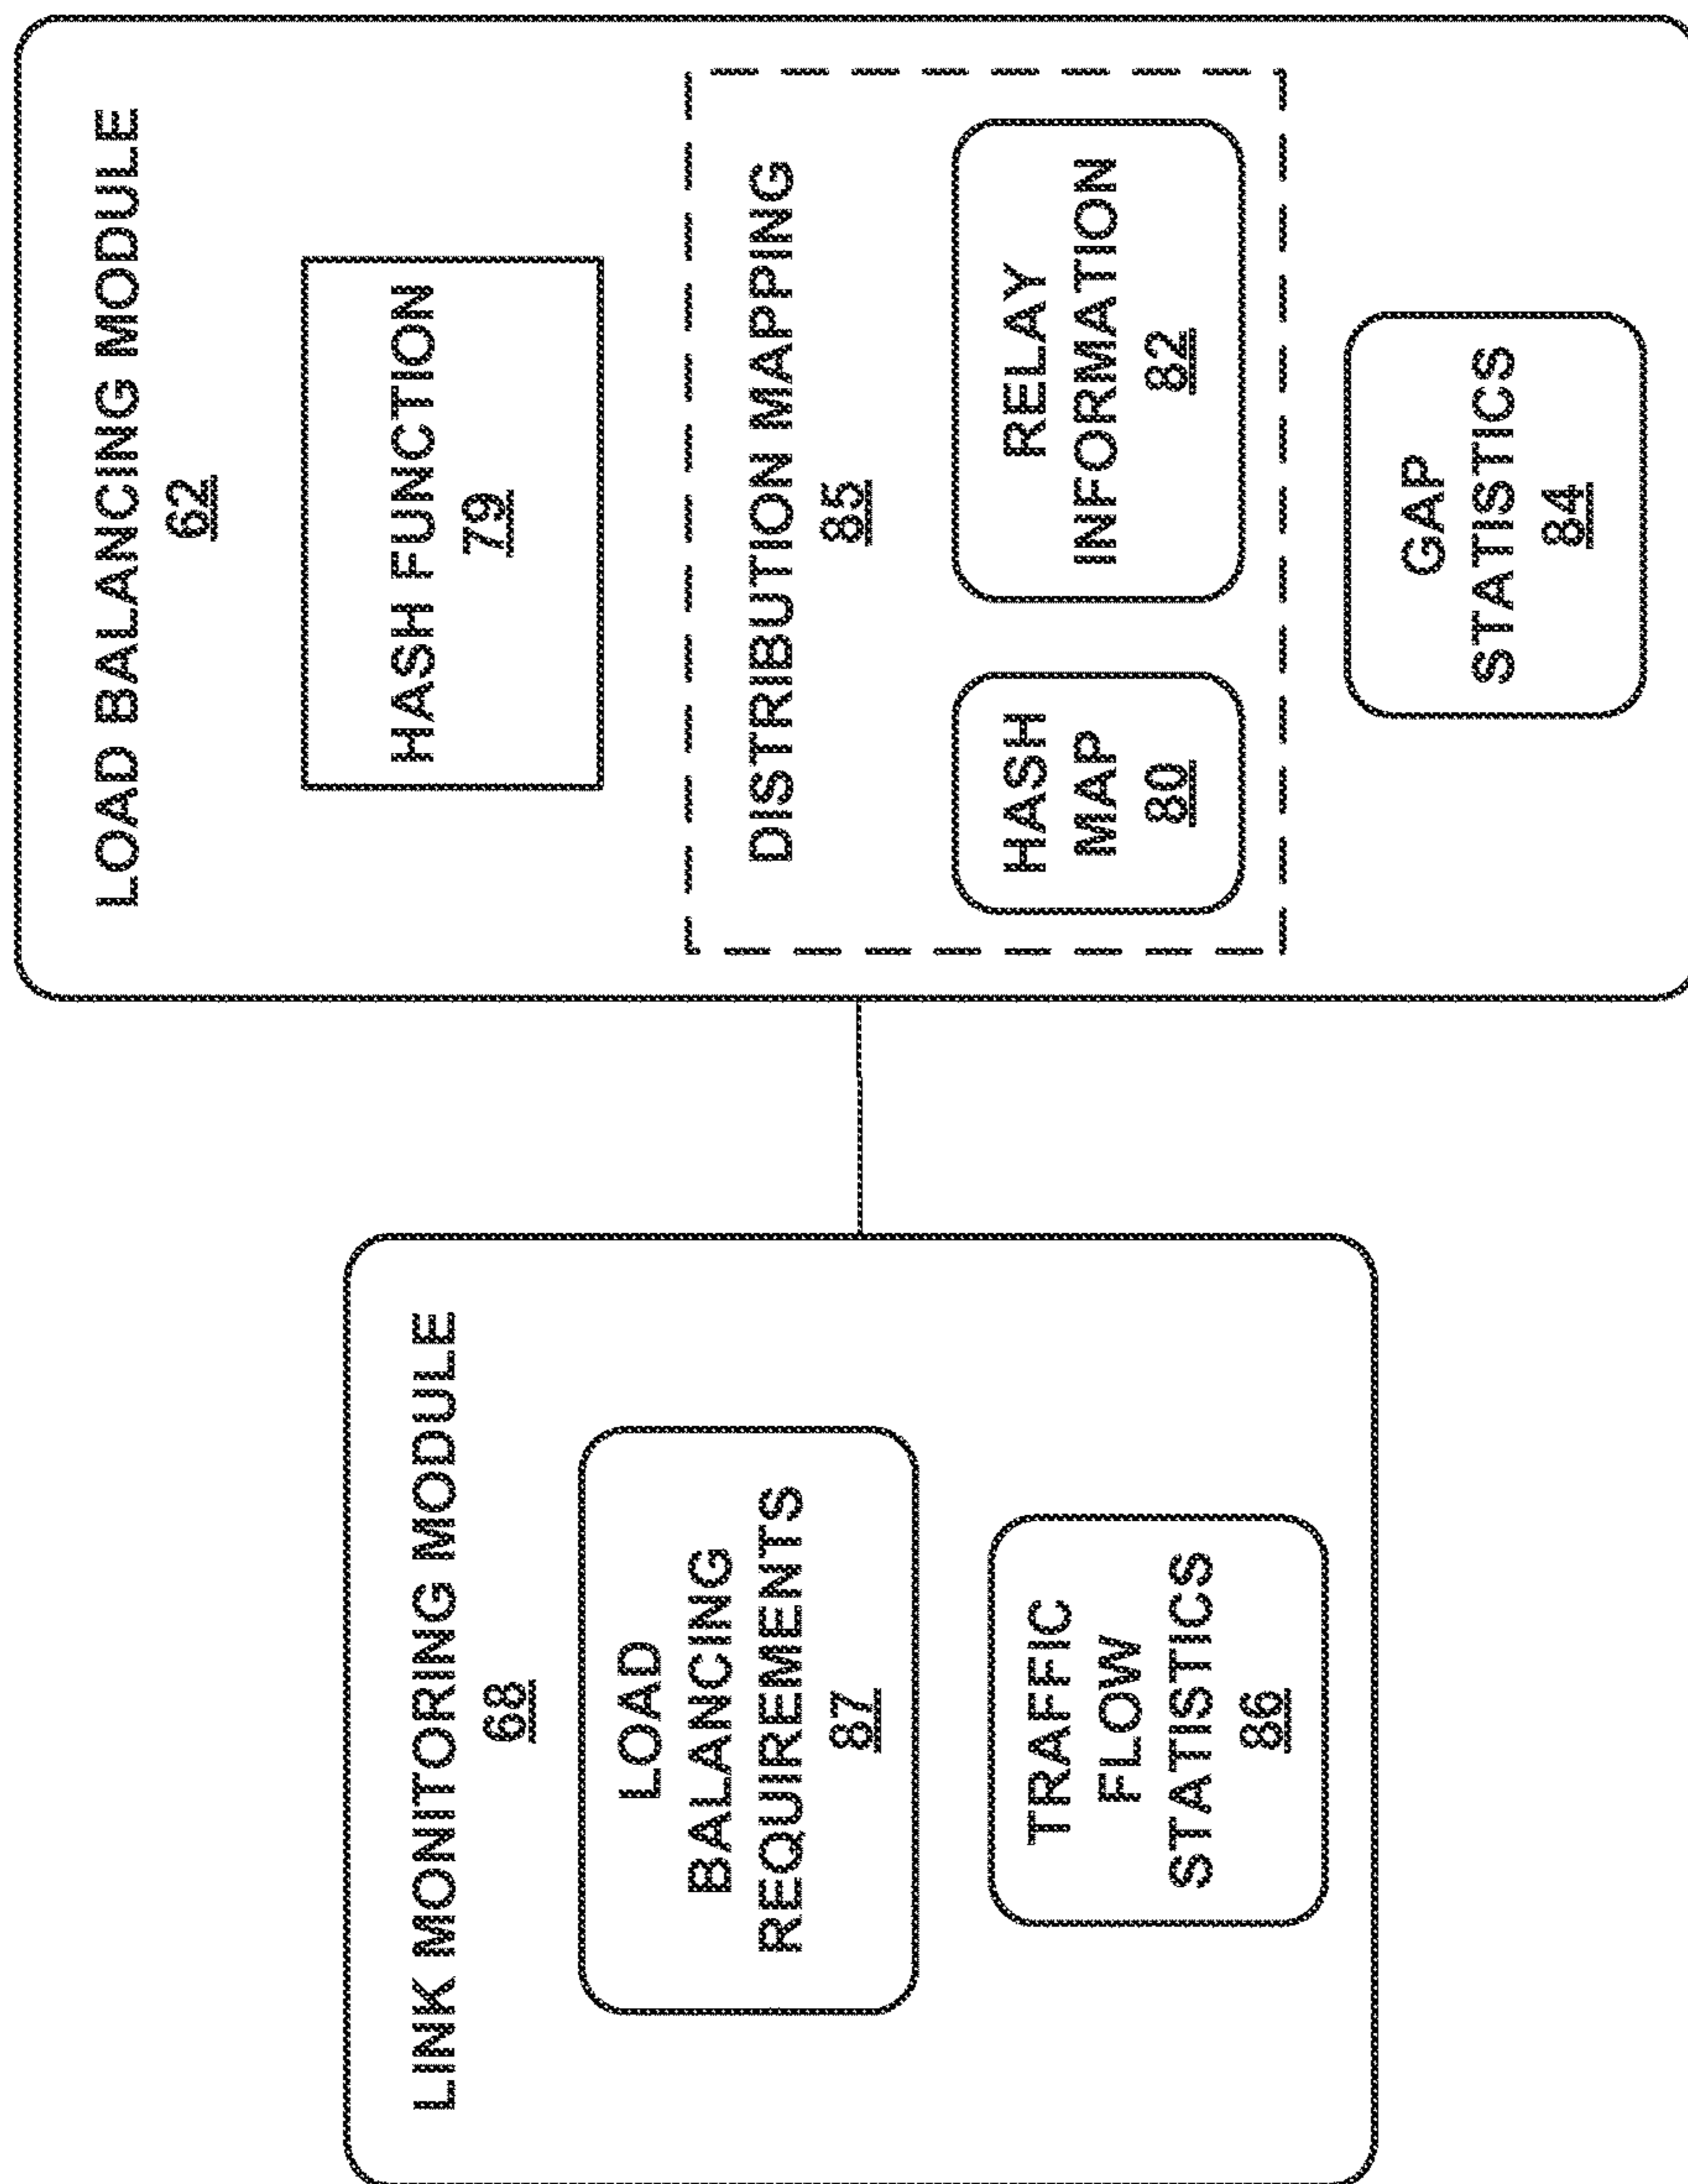 LINK MONITORING MODULE
68
LOAD
BALANCING
REQUIREMENTS
87
TRAFFIC
FLOW
STATISTICS
86
LOAD BALANCING MODULE
62
HASH FUNCTION
79
DISTRIBUTION MAPPING
85
HASH
MAP
80
RELAY
INFORMATION
82
GAP
STATISTICS
84